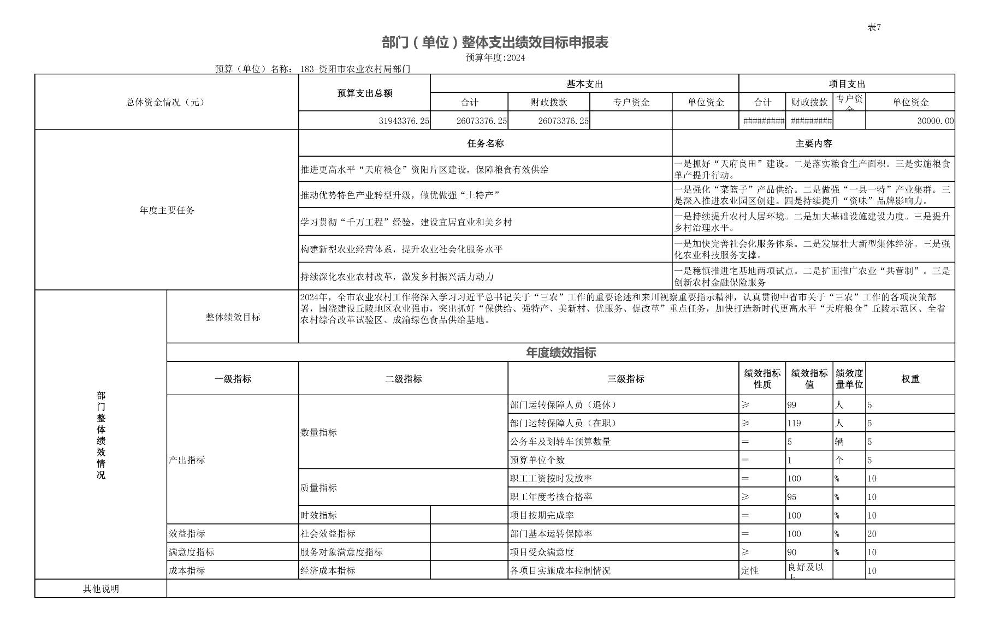 表7
部门（单位）整体支出绩效目标申报表
预算年度:2024
预算（单位）名称： 183-资阳市农业农村局部门
总体资金情况（元） 预算支出总额 基本支出 项目支出
合计 财政拨款 专户资金 单位资金 合计 财政拨款 专户资金 单位资金
31943376.25 26073376.25 26073376.25 ######### ######### 30000.00
年度主要任务 任务名称 主要内容
推进更高水平“天府粮仓”资阳片区建设，保障粮食有效供给
一是抓好“天府良田”建设。二是落实粮食生产面积。三是实施粮食
单产提升行动。
推动优势特色产业转型升级，做优做强“土特产”
一是强化“菜篮子”产品供给。二是做强“一县一特”产业集群。三
是深入推进农业园区创建。四是持续提升“资味”品牌影响力。
学习贯彻“千万工程”经验，建设宜居宜业和美乡村
一是持续提升农村人居环境。二是加大基础设施建设力度。三是提升
乡村治理水平。
构建新型农业经营体系，提升农业社会化服务水平
一是加快完善社会化服务体系。二是发展壮大新型集体经济。三是强
化农业科技服务支撑。
持续深化农业农村改革，激发乡村振兴活力动力
一是稳慎推进宅基地两项试点。二是扩面推广农业“共营制”。三是
创新农村金融保险服务
部门整体绩效情况
整体绩效目标
2024年，全市农业农村工作将深入学习习近平总书记关于“三农”工作的重要论述和来川视察重要指示精神，认真贯彻中省市关于“三农”工作的各项决策部
署，围绕建设丘陵地区农业强市，突出抓好“保供给、强特产、美新村、优服务、促改革”重点任务，加快打造新时代更高水平“天府粮仓”丘陵示范区、全省
农村综合改革试验区、成渝绿色食品供给基地。
年度绩效指标
一级指标 二级指标 三级指标 绩效指标性质 绩效指标值 绩效度量单位 权重
产出指标 数量指标 部门运转保障人员（退休） ≥ 99 人 5
部门运转保障人员（在职） ≥ 119 人 5
公务车及划转车预算数量 ＝ 5 辆 5
预算单位个数 ＝ 1 个 5
质量指标 职工工资按时发放率 ＝ 100 % 10
职工年度考核合格率 ≥ 95 % 10
时效指标 项目按期完成率 ＝ 100 % 10
效益指标 社会效益指标 部门基本运转保障率 ＝ 100 % 20
满意度指标 服务对象满意度指标 项目受众满意度 ≥ 90 % 10
成本指标 经济成本指标 各项目实施成本控制情况 定性 良好及以上 10
其他说明